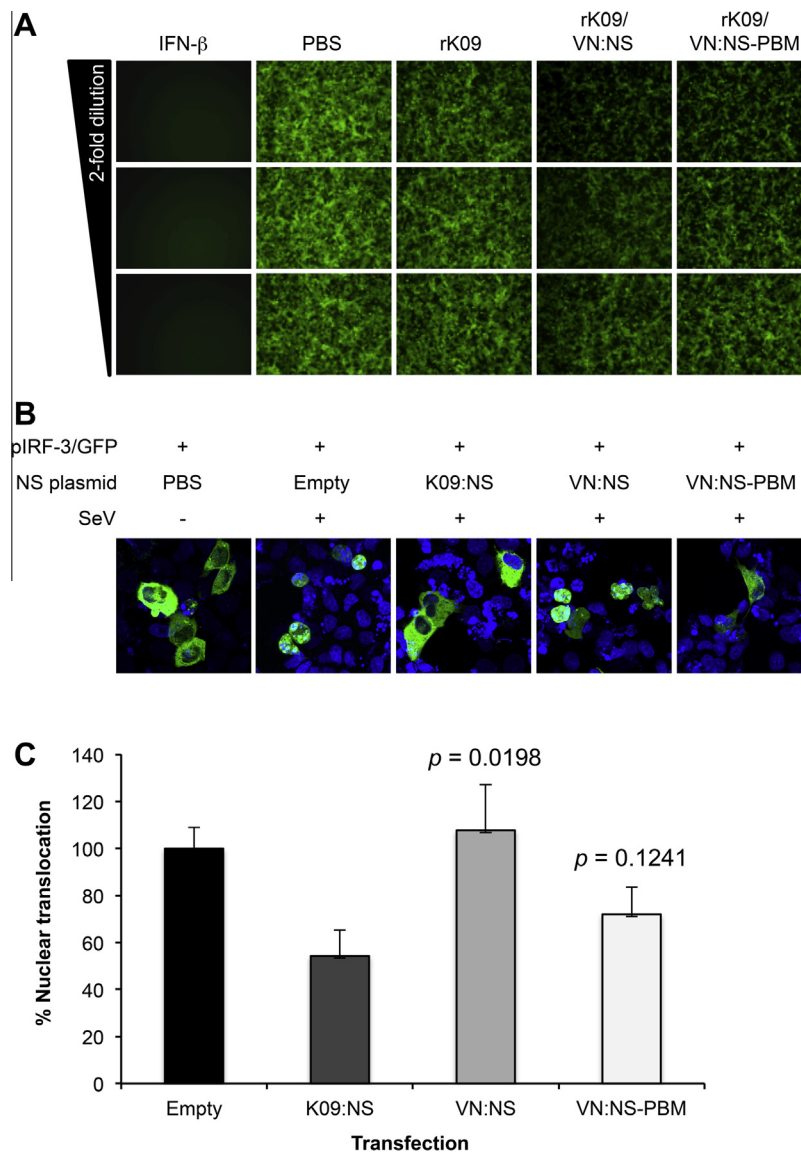 A
IFN-β PBS rK09 rK09/ VN:NS rK09/ VN:NS-PBM
2-fold dilution
B
pIRF-3/GFP + + + + +
NS plasmid PBS Empty K09:NS VN:NS VN:NS-PBM
SeV - + + + +
C
% Nuclear translocation
140
120
100
80
60
40
20
0
p = 0.0198
p = 0.1241
Empty K09:NS VN:NS VN:NS-PBM
Transfection